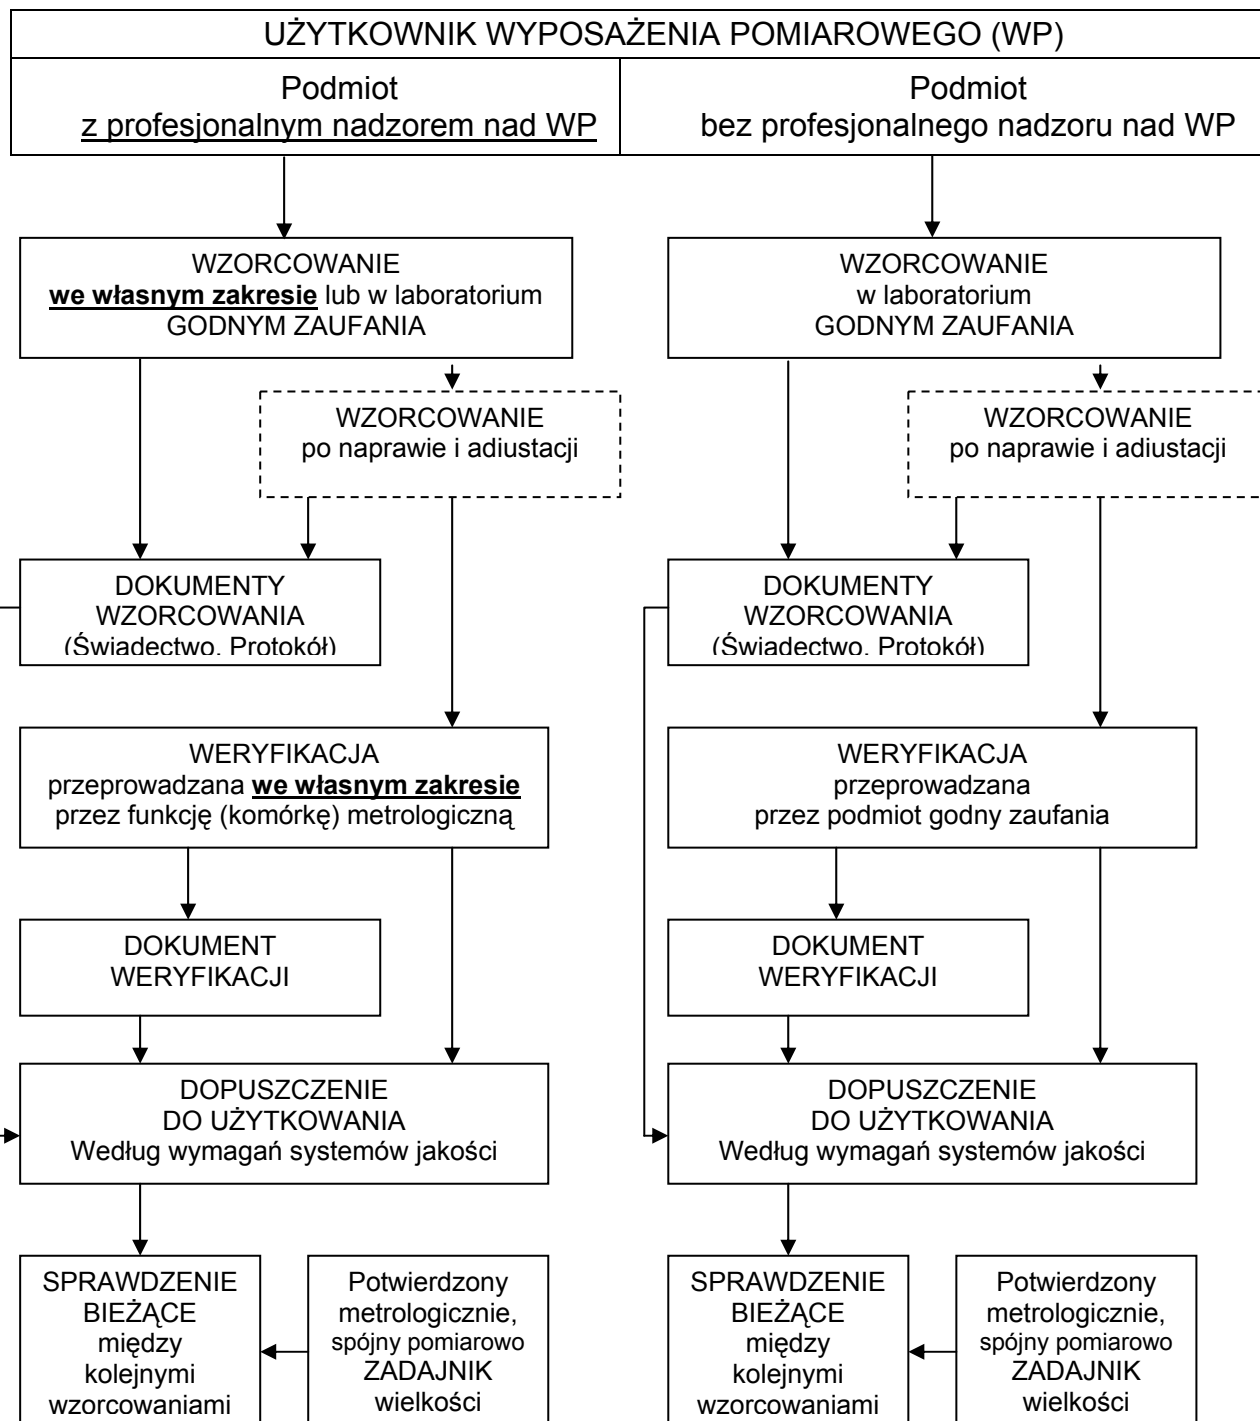 UŻYTKOWNIK WYPOSAŻENIA POMIAROWEGO (WP)
Podmiot
z profesjonalnym nadzorem nad WP
Podmiot
bez profesjonalnego nadzoru nad WP
WZORCOWANIE
we własnym zakresie lub w laboratorium
GODNYM ZAUFANIA
WZORCOWANIE
w laboratorium
GODNYM ZAUFANIA
WZORCOWANIE
po naprawie i adiustacji
WZORCOWANIE
po naprawie i adiustacji
DOKUMENTY
WZORCOWANIA
(Świadectwo. Protokół)
DOKUMENTY
WZORCOWANIA
(Świadectwo. Protokół)
WERYFIKACJA
przeprowadzana we własnym zakresie
przez funkcję (komórkę) metrologiczną
WERYFIKACJA
przeprowadzana
przez podmiot godny zaufania
DOKUMENT
WERYFIKACJI
DOKUMENT
WERYFIKACJI
DOPUSZCZENIE
DO UŻYTKOWANIA
Według wymagań systemów jakości
DOPUSZCZENIE
DO UŻYTKOWANIA
Według wymagań systemów jakości
SPRAWDZENIE
BIEŻĄCE
między
kolejnymi
wzorcowaniami
Potwierdzony
metrologicznie,
spójny pomiarowo
ZADAJNIK
wielkości
SPRAWDZENIE
BIEŻĄCE
między
kolejnymi
wzorcowaniami
Potwierdzony
metrologicznie,
spójny pomiarowo
ZADAJNIK
wielkości